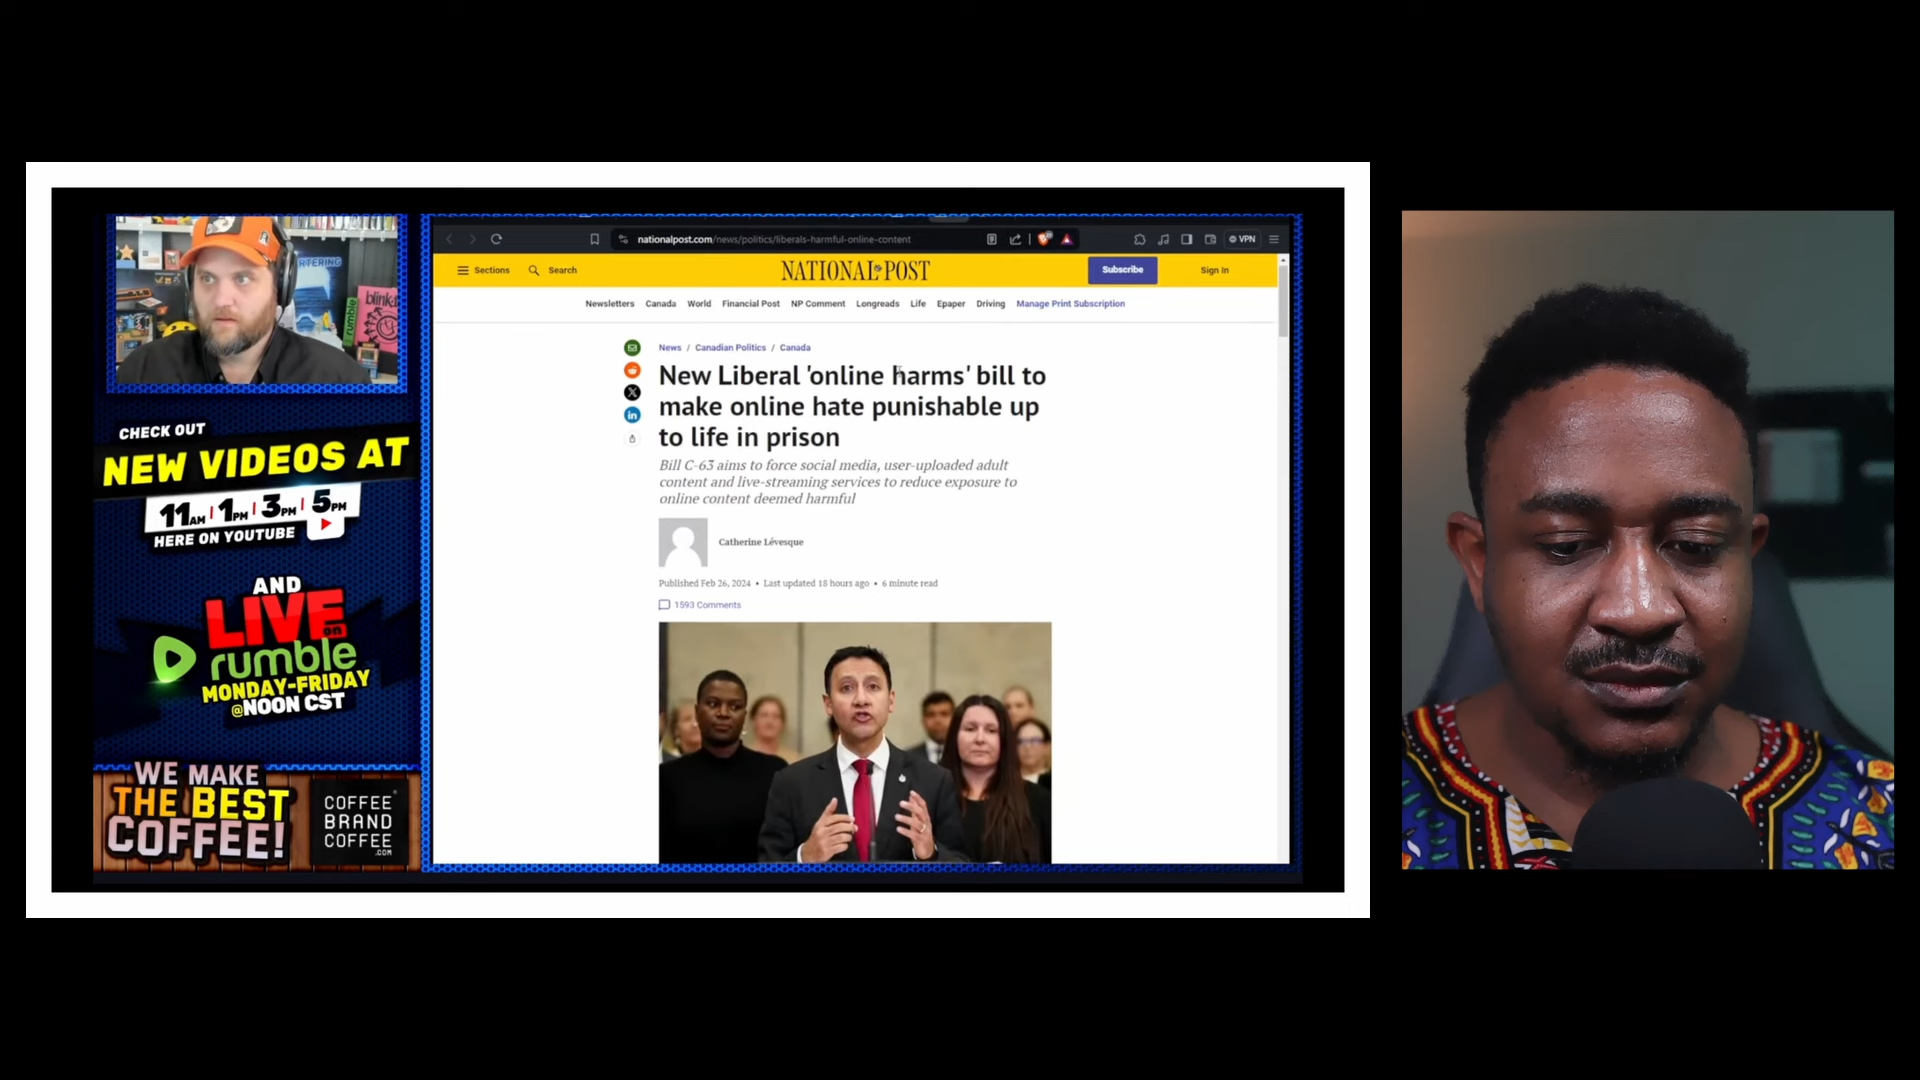 CHECK OUT
NEW VIDEOS AT
11AM | 1PM | 3PM | 5PM
HERE ON YOUTUBE
AND
LIVE on
rumble
MONDAY-FRIDAY
@NOON CST
WE MAKE
THE BEST
COFFEE!
COFFEE
BRAND
COFFEE
.COM
RTERING
rumble
blink
nationalpost.com/news/politics/liberals-harmful-online-content
VPN
Sections
Search
NATIONAL POST
Subscribe
Sign In
Newsletters Canada World Financial Post NP Comment Longreads Life Epaper Driving Manage Print Subscription
News / Canadian Politics / Canada
New Liberal 'online harms' bill to
make online hate punishable up
to life in prison
Bill C-63 aims to force social media, user-uploaded adult
content and live-streaming services to reduce exposure to
online content deemed harmful
Catherine Lévesque
Published Feb 26, 2024 • Last updated 18 hours ago • 6 minute read
1593 Comments